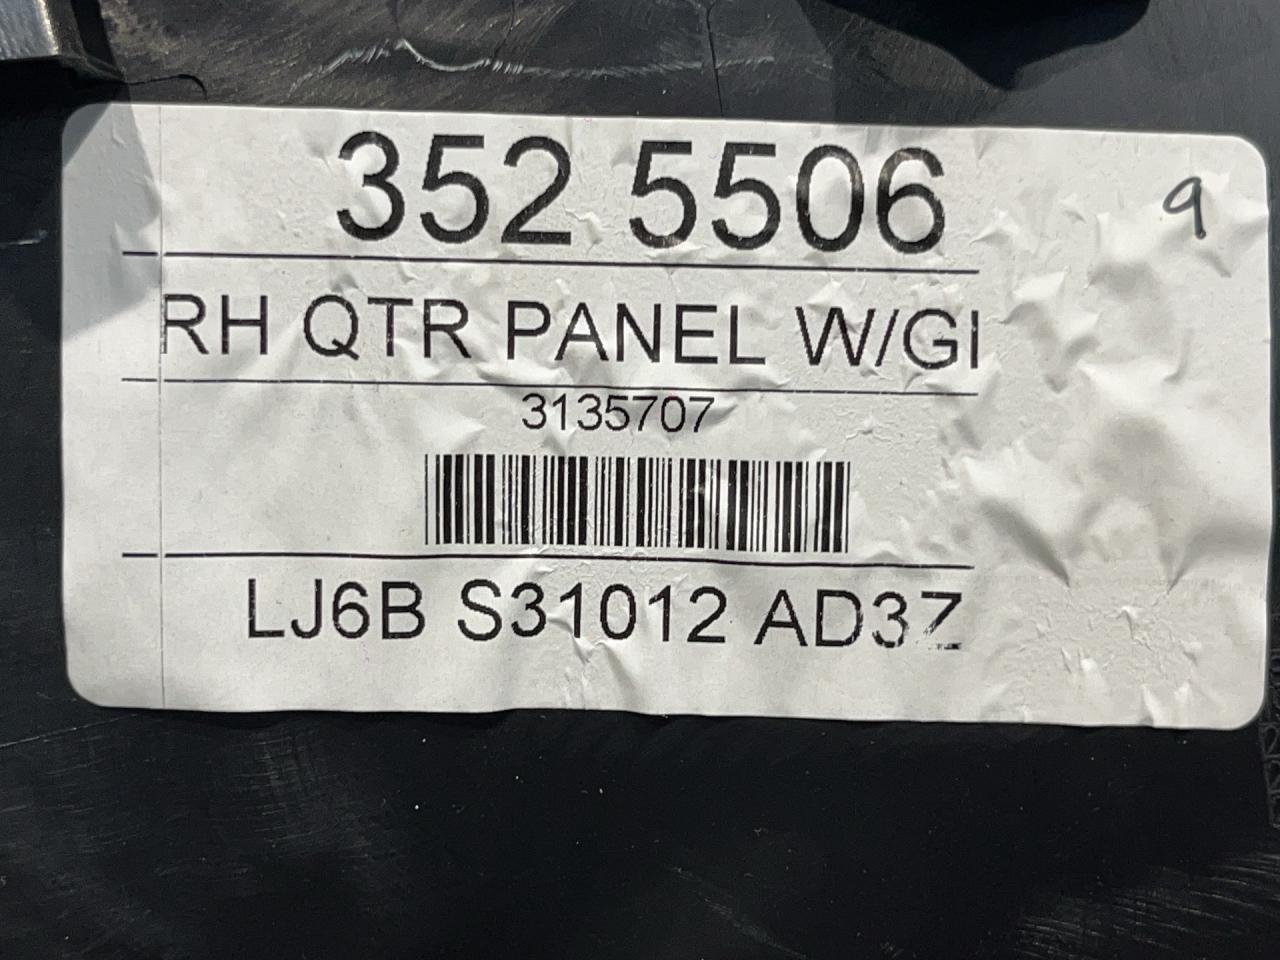 352 5506
9
RH QTR PANEL W/GI
3135707
LJ6B S31012 AD3Z